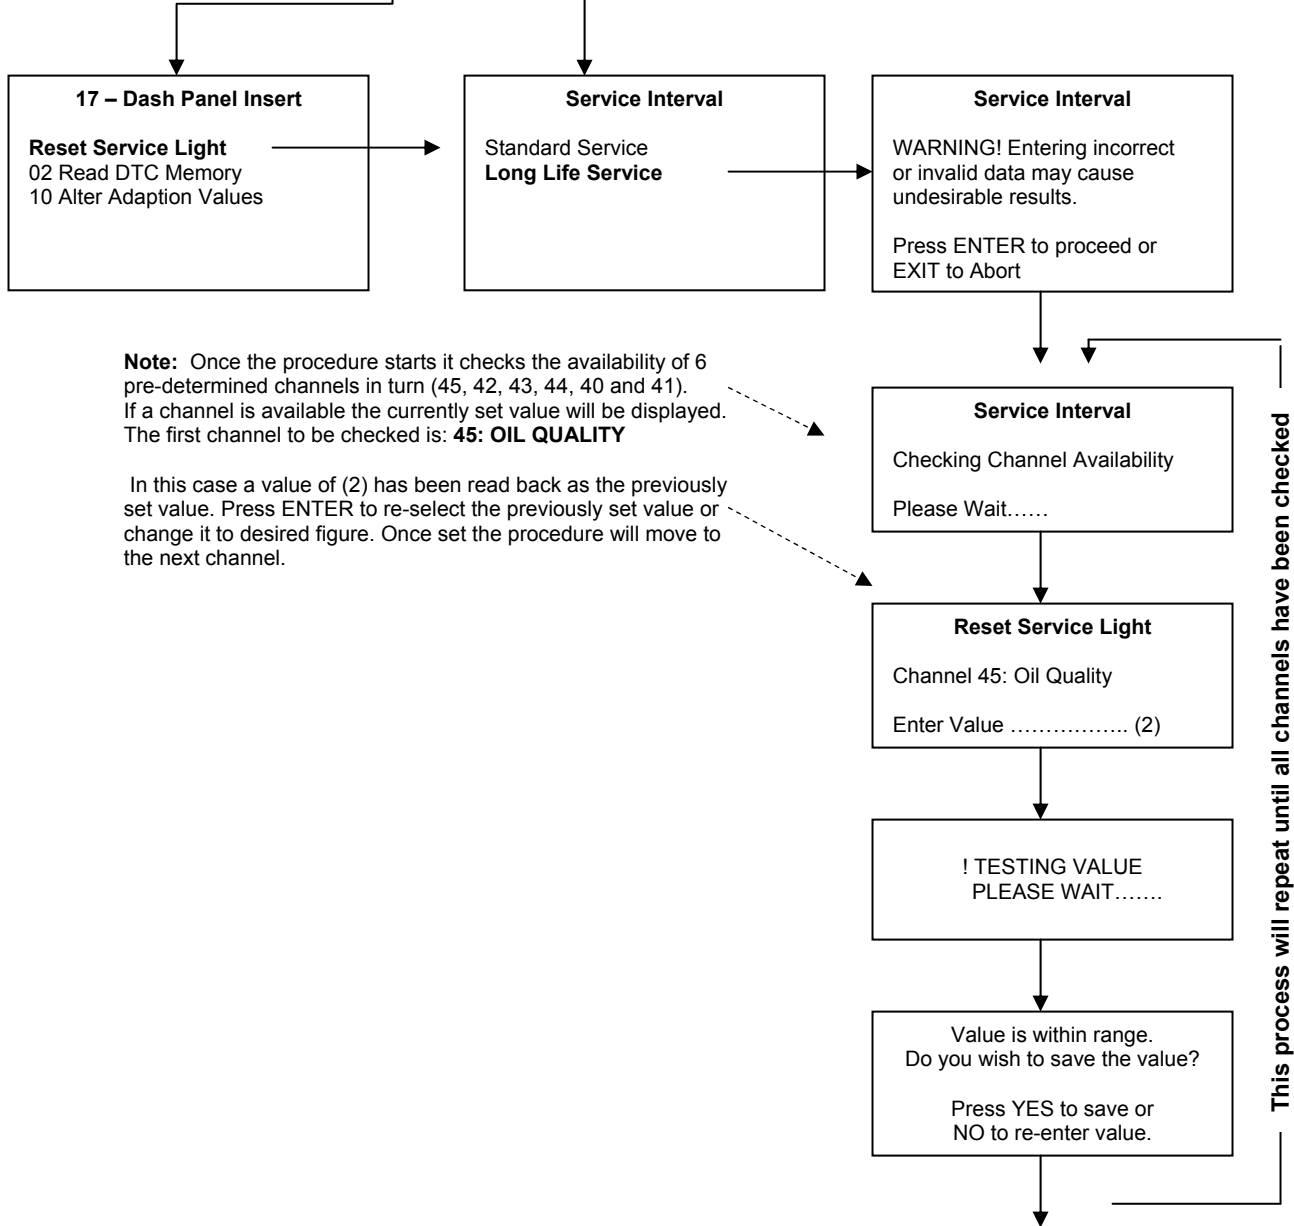 17 – Dash Panel Insert
Reset Service Light
02 Read DTC Memory
10 Alter Adaption Values
Service Interval
Standard Service
Long Life Service
Service Interval
WARNING! Entering incorrect
or invalid data may cause
undesirable results.
Press ENTER to proceed or
EXIT to Abort
Note: Once the procedure starts it checks the availability of 6
pre-determined channels in turn (45, 42, 43, 44, 40 and 41).
If a channel is available the currently set value will be displayed.
The first channel to be checked is: 45: OIL QUALITY
In this case a value of (2) has been read back as the previously
set value. Press ENTER to re-select the previously set value or
change it to desired figure. Once set the procedure will move to
the next channel.
Service Interval
Checking Channel Availability
Please Wait……
Reset Service Light
Channel 45: Oil Quality
Enter Value …………….. (2)
! TESTING VALUE
PLEASE WAIT…….
Value is within range.
Do you wish to save the value?
Press YES to save or
NO to re-enter value.
This process will repeat until all channels have been checked